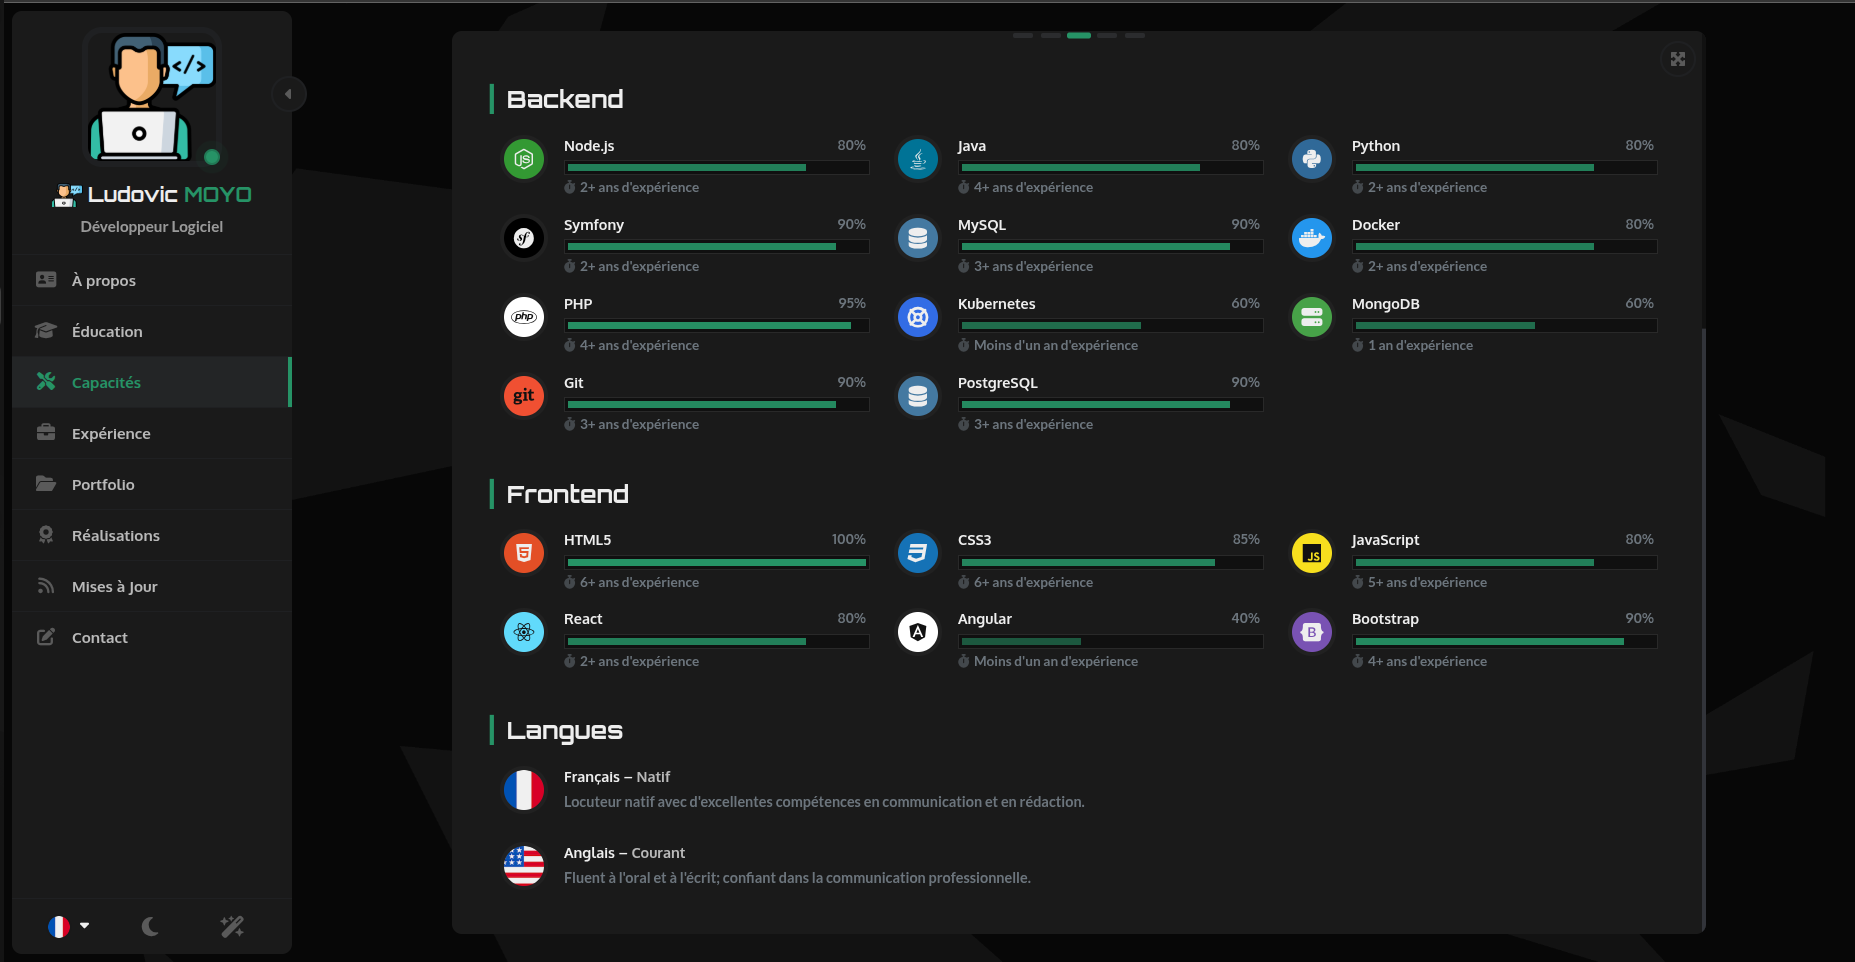 Ludovic MOYO
Développeur Logiciel
À propos
Éducation
Capacités
Expérience
Portfolio
Réalisations
Mises à Jour
Contact
Backend
Node.js 80%
2+ ans d'expérience
Java 80%
4+ ans d'expérience
Python 80%
2+ ans d'expérience
Symfony 90%
2+ ans d'expérience
MySQL 90%
3+ ans d'expérience
Docker 80%
2+ ans d'expérience
php
PHP 95%
4+ ans d'expérience
Kubernetes 60%
Moins d'un an d'expérience
MongoDB 60%
1 an d'expérience
git
Git 90%
3+ ans d'expérience
PostgreSQL 90%
3+ ans d'expérience
Frontend
HTML5 100%
6+ ans d'expérience
CSS3 85%
6+ ans d'expérience
JS
JavaScript 80%
5+ ans d'expérience
React 80%
2+ ans d'expérience
Angular 40%
Moins d'un an d'expérience
B
Bootstrap 90%
4+ ans d'expérience
Langues
Français – Natif
Locuteur natif avec d'excellentes compétences en communication et en rédaction.
Anglais – Courant
Fluent à l'oral et à l'écrit; confiant dans la communication professionnelle.